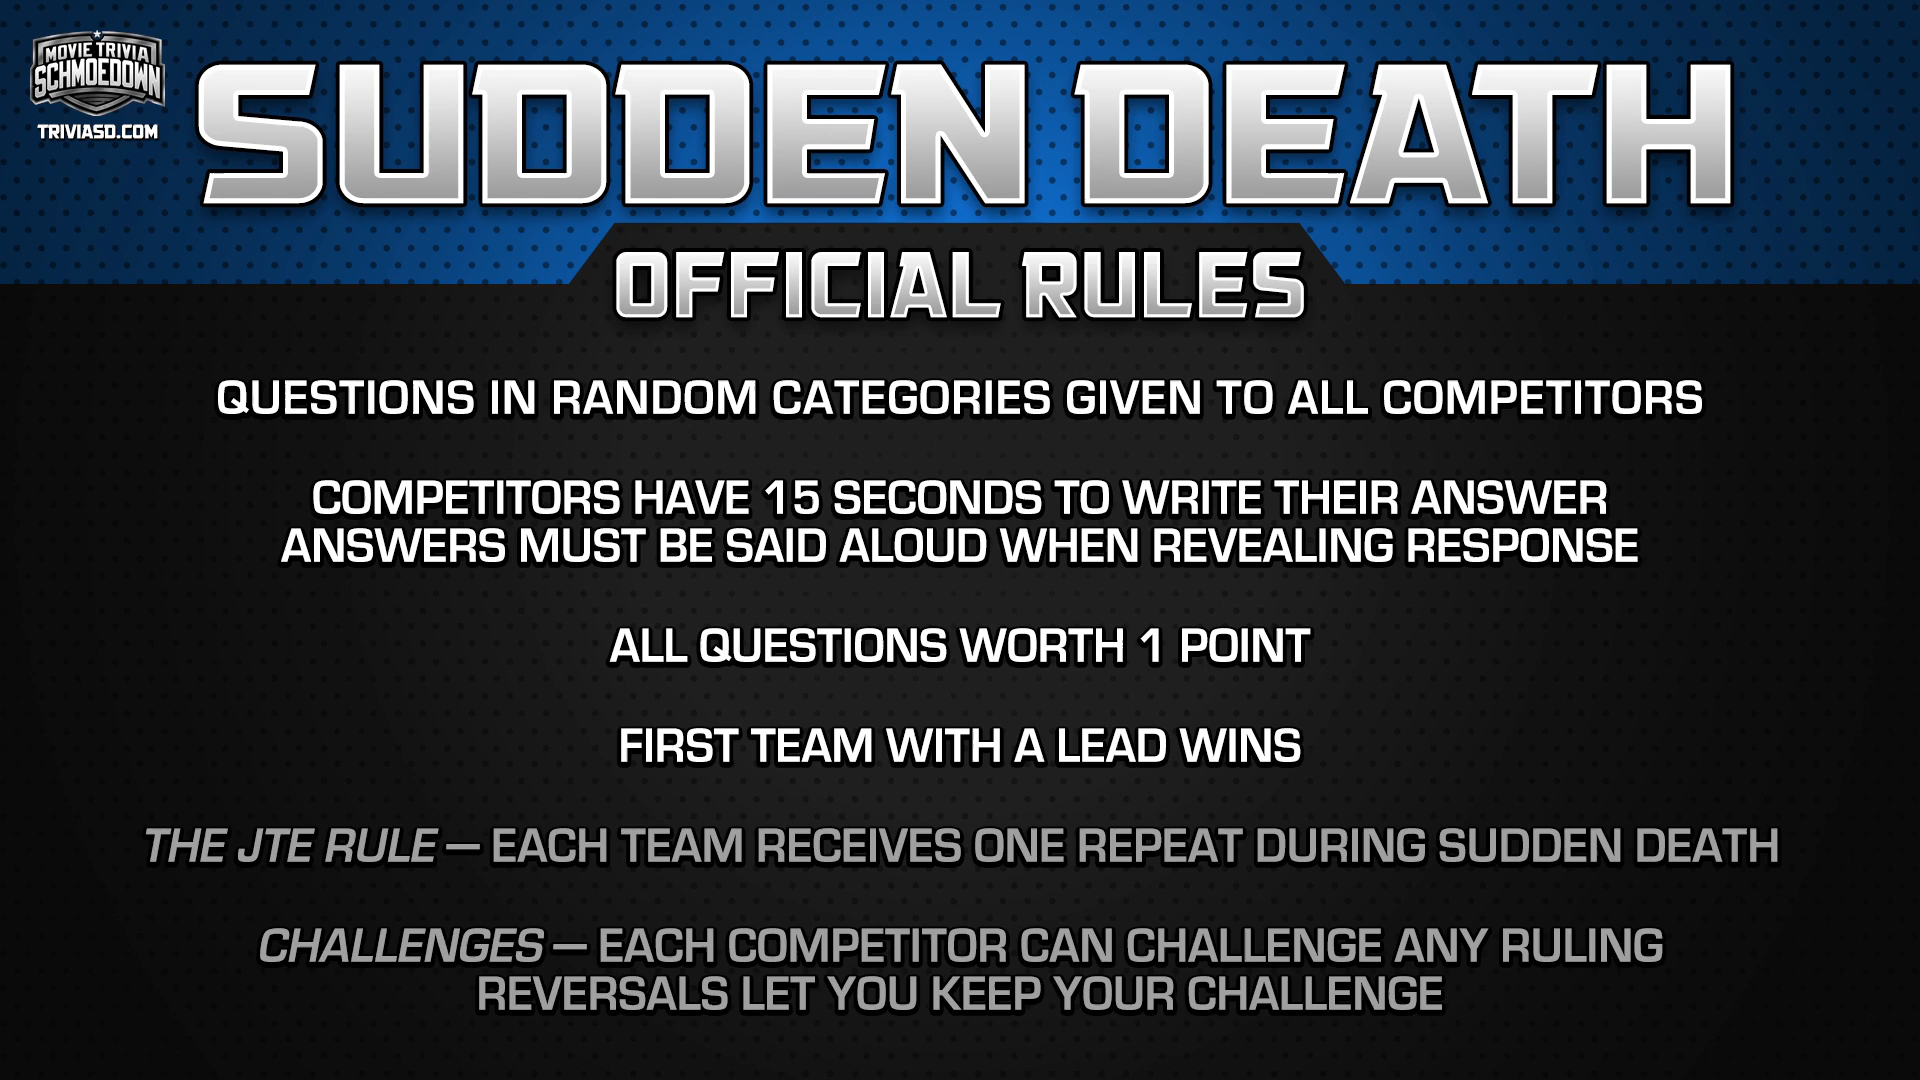 MOVIE TRIVIA
SCHMOEDOWN
TRIVIASD.COM
SUDDEN DEATH
OFFICIAL RULES
QUESTIONS IN RANDOM CATEGORIES GIVEN TO ALL COMPETITORS
COMPETITORS HAVE 15 SECONDS TO WRITE THEIR ANSWER
ANSWERS MUST BE SAID ALOUD WHEN REVEALING RESPONSE
ALL QUESTIONS WORTH 1 POINT
FIRST TEAM WITH A LEAD WINS
THE JTE RULE — EACH TEAM RECEIVES ONE REPEAT DURING SUDDEN DEATH
CHALLENGES — EACH COMPETITOR CAN CHALLENGE ANY RULING
REVERSALS LET YOU KEEP YOUR CHALLENGE